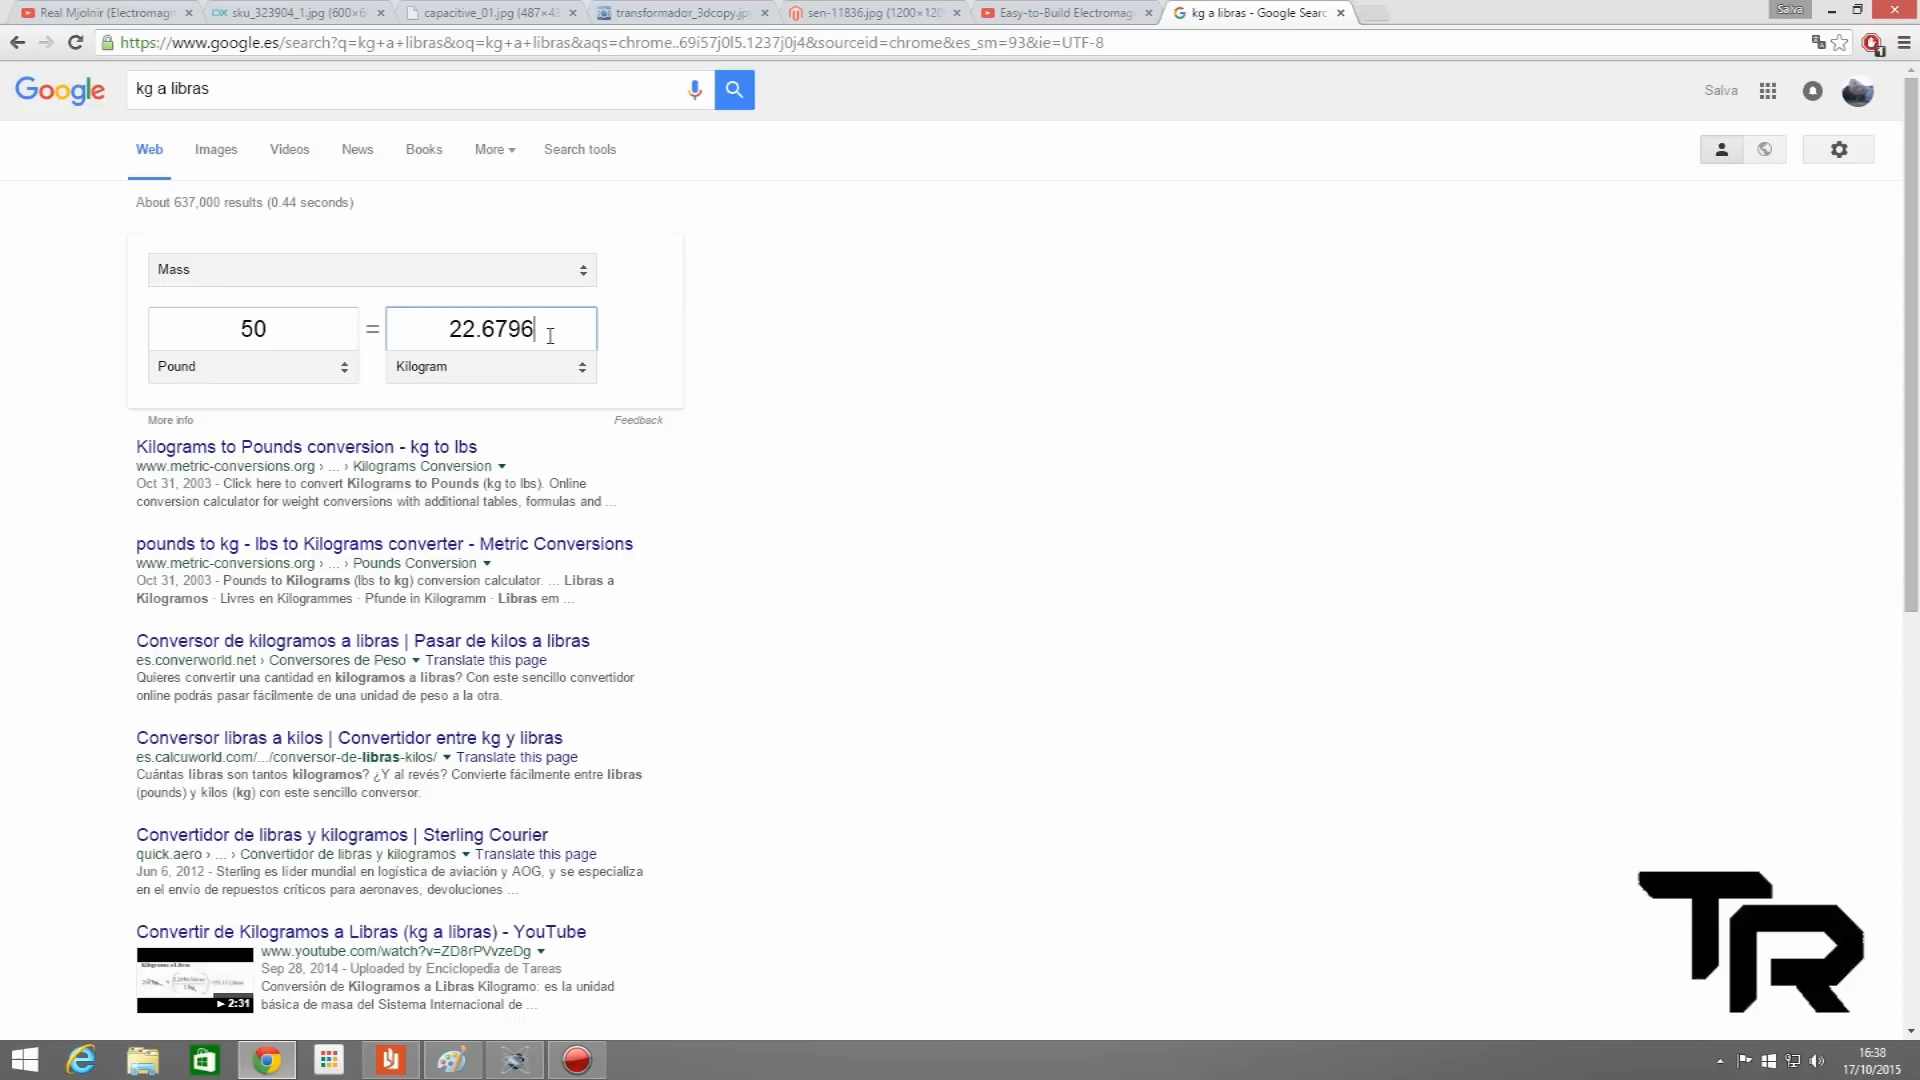 Real Mjolnir (Electromag
sku_323904_1.jpg (600×6
capacitive_01.jpg (487×43
transformador_3dcopy.jp
sen-11836.jpg (1200×120
Easy-to-Build Electromag
kg a libras - Google Searc
Salva
https://www.google.es/search?q=kg+a+libras&oq=kg+a+libras&aqs=chrome..69i57j0l5.1237j0j4&sourceid=chrome&es_sm=93&ie=UTF-8
Google
kg a libras
Salva
Web Images Videos News Books More Search tools
About 637,000 results (0.44 seconds)
Mass
50 = 22.6796
Pound Kilogram
More info Feedback
Kilograms to Pounds conversion - kg to lbs
www.metric-conversions.org › ... › Kilograms Conversion
Oct 31, 2003 - Click here to convert Kilograms to Pounds (kg to lbs). Online
conversion calculator for weight conversions with additional tables, formulas and ...
pounds to kg - lbs to Kilograms converter - Metric Conversions
www.metric-conversions.org › ... › Pounds Conversion
Oct 31, 2003 - Pounds to Kilograms (lbs to kg) conversion calculator. ... Libras a
Kilogramos · Livres en Kilogrammes · Pfunde in Kilogramm · Libras em ...
Conversor de kilogramos a libras | Pasar de kilos a libras
es.converworld.net › Conversores de Peso Translate this page
Quieres convertir una cantidad en kilogramos a libras? Con este sencillo convertidor
online podrás pasar fácilmente de una unidad de peso a la otra.
Conversor libras a kilos | Convertidor entre kg y libras
es.calcuworld.com/.../conversor-de-libras-kilos/ Translate this page
Cuántas libras son tantos kilogramos? ¿Y al revés? Convierte fácilmente entre libras
(pounds) y kilos (kg) con este sencillo conversor.
Convertidor de libras y kilogramos | Sterling Courier
quick.aero › ... › Convertidor de libras y kilogramos Translate this page
Jun 6, 2012 - Sterling es líder mundial en logística de aviación y AOG, y se especializa
en el envío de repuestos críticos para aeronaves, devoluciones ...
Convertir de Kilogramos a Libras (kg a libras) - YouTube
www.youtube.com/watch?v=ZD8rPVvzeDg
Sep 28, 2014 - Uploaded by Enciclopedia de Tareas
Conversión de Kilogramos a Libras Kilogramo: es la unidad
básica de masa del Sistema Internacional de ...
2:31
TR
16:38
17/10/2015